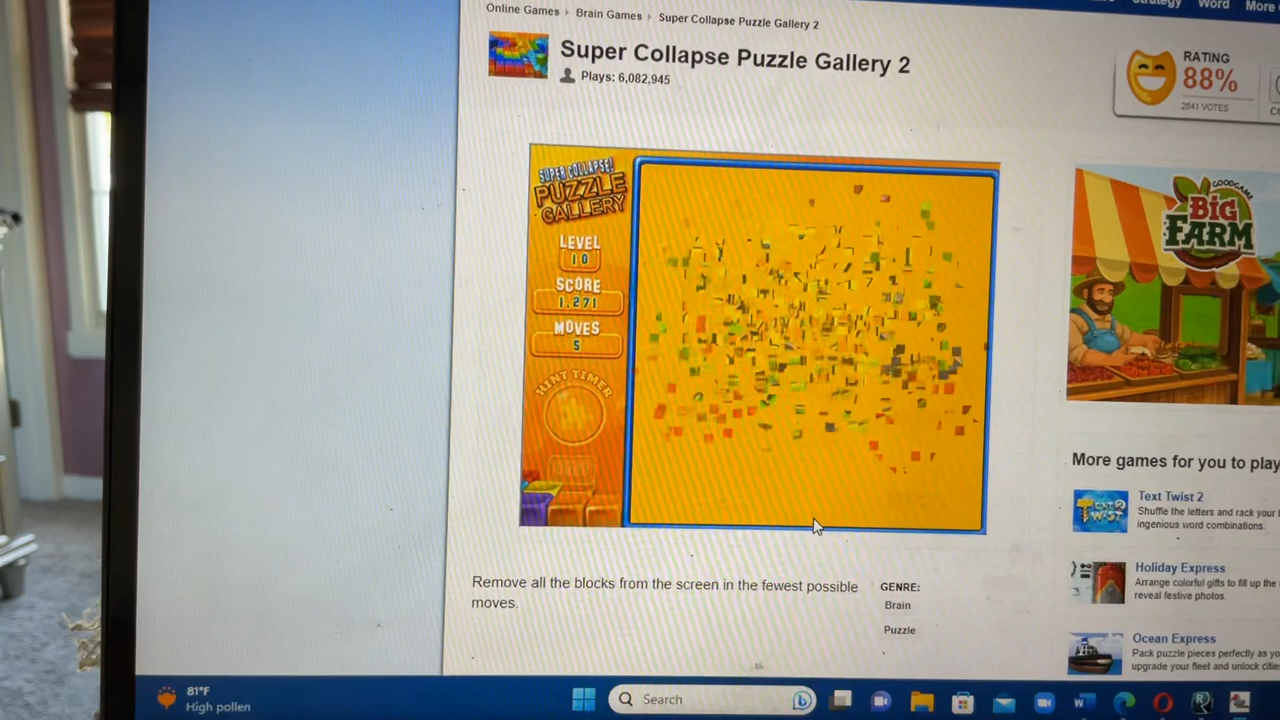 Strategy Word More
Online Games › Brain Games › Super Collapse Puzzle Gallery 2
Super Collapse Puzzle Gallery 2
Plays: 6,082,945
RATING
88%
2841 VOTES
SUPER COLLAPSE!
PUZZLE
GALLERY
LEVEL
10
SCORE
1,271
MOVES
5
HINT TIMER
GOODGAME
BIG
FARM
More games for you to play
Text Twist 2
Shuffle the letters and rack your
ingenious word combinations.
Holiday Express
Arrange colorful gifts to fill up the
reveal festive photos.
Ocean Express
Pack puzzle pieces perfectly as yo
upgrade your fleet and unlock citie
Remove all the blocks from the screen in the fewest possible
moves.
GENRE:
Brain
Puzzle
81°F
High pollen
Search